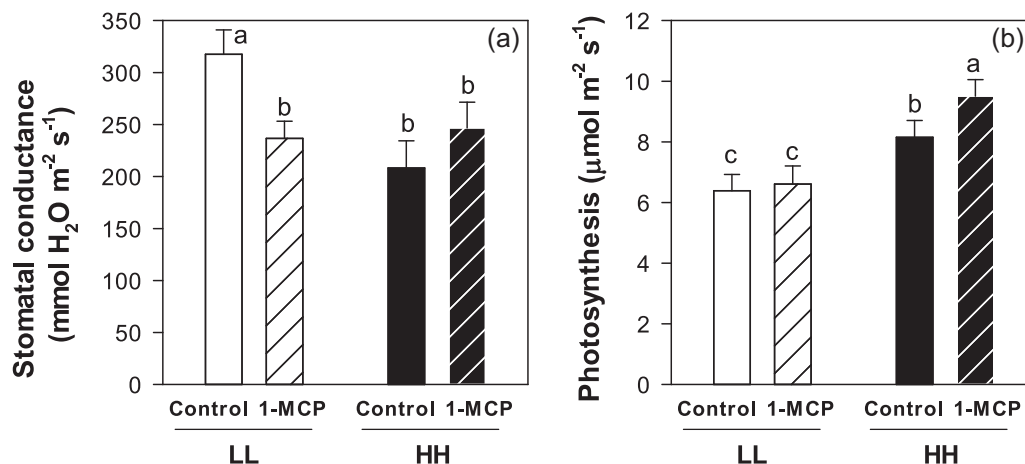 Stomatal conductance
(mmol H₂O m⁻² s⁻¹)
350
300
250
200
150
100
50
0
a
b
b
b
(a)
Control 1-MCP Control 1-MCP
LL HH
Photosynthesis (μmol m⁻² s⁻¹)
12
10
8
6
4
2
0
c
c
b
a
(b)
Control 1-MCP Control 1-MCP
LL HH